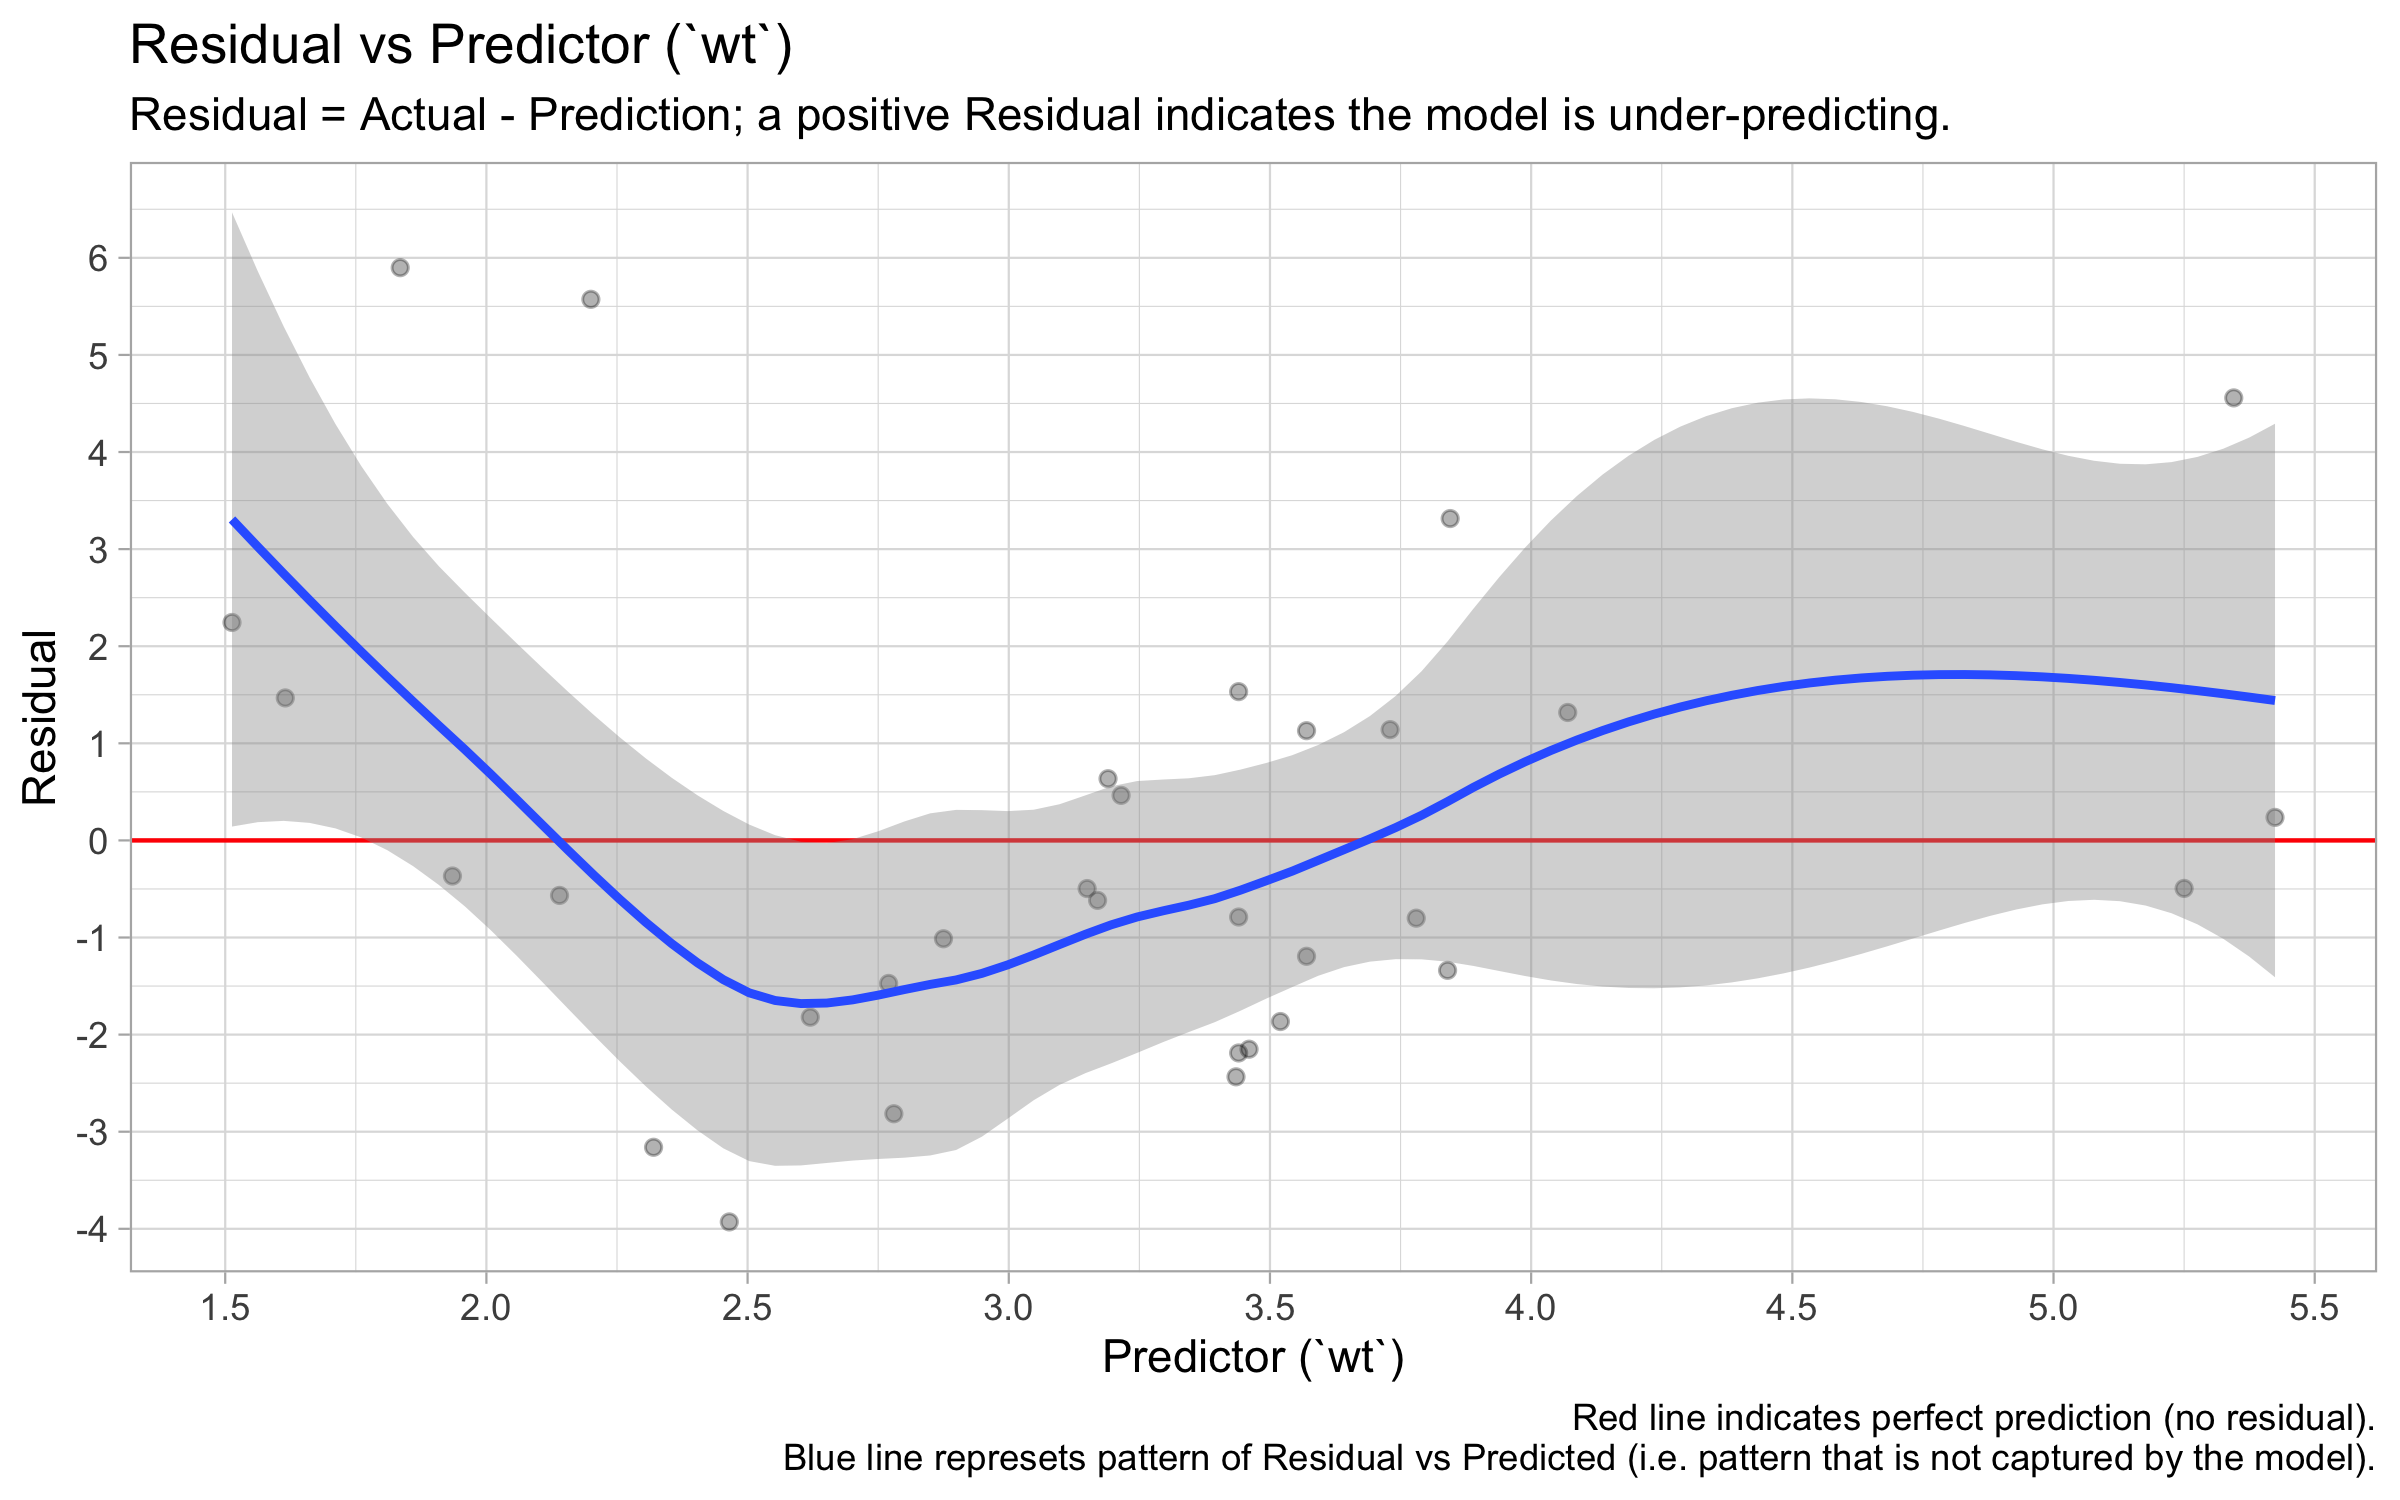 Residual vs Predictor (`wt`)
Residual = Actual - Prediction; a positive Residual indicates the model is under-predicting.
Residual
6
5
4
3
2
1
0
-1
-2
-3
-4
1.5 2.0 2.5 3.0 3.5 4.0 4.5 5.0 5.5
Predictor (`wt`)
Red line indicates perfect prediction (no residual).
Blue line represets pattern of Residual vs Predicted (i.e. pattern that is not captured by the model).